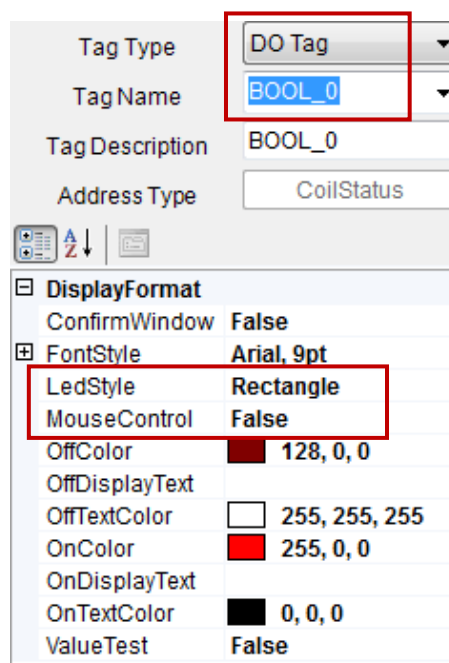 Tag Type DO Tag
Tag Name BOOL_0
Tag Description BOOL_0
Address Type CoilStatus
A
Z
DisplayFormat
ConfirmWindow False
FontStyle Arial, 9pt
LedStyle Rectangle
MouseControl False
OffColor 128, 0, 0
OffDisplayText
OffTextColor 255, 255, 255
OnColor 255, 0, 0
OnDisplayText
OnTextColor 0, 0, 0
ValueTest False